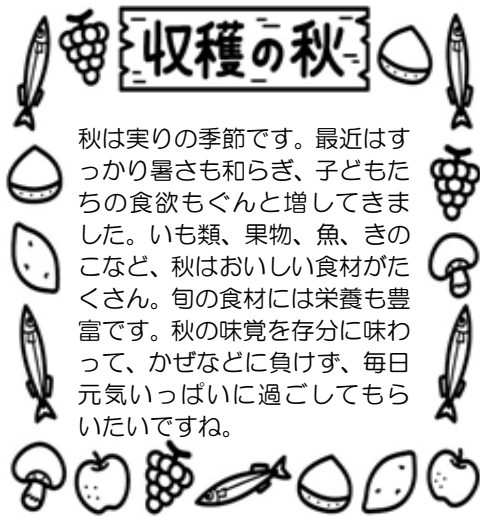 収穫の秋
秋は実りの季節です。最近はす
っかり暑さも和らぎ、子どもた
ちの食欲もぐんと増してきま
した。いも類、果物、魚、きの
こなど、秋はおいしい食材がた
くさん。旬の食材には栄養も豊
富です。秋の味覚を存分に味わ
って、かぜなどに負けず、毎日
元気いっぱいに過ごしてもら
いたいですね。